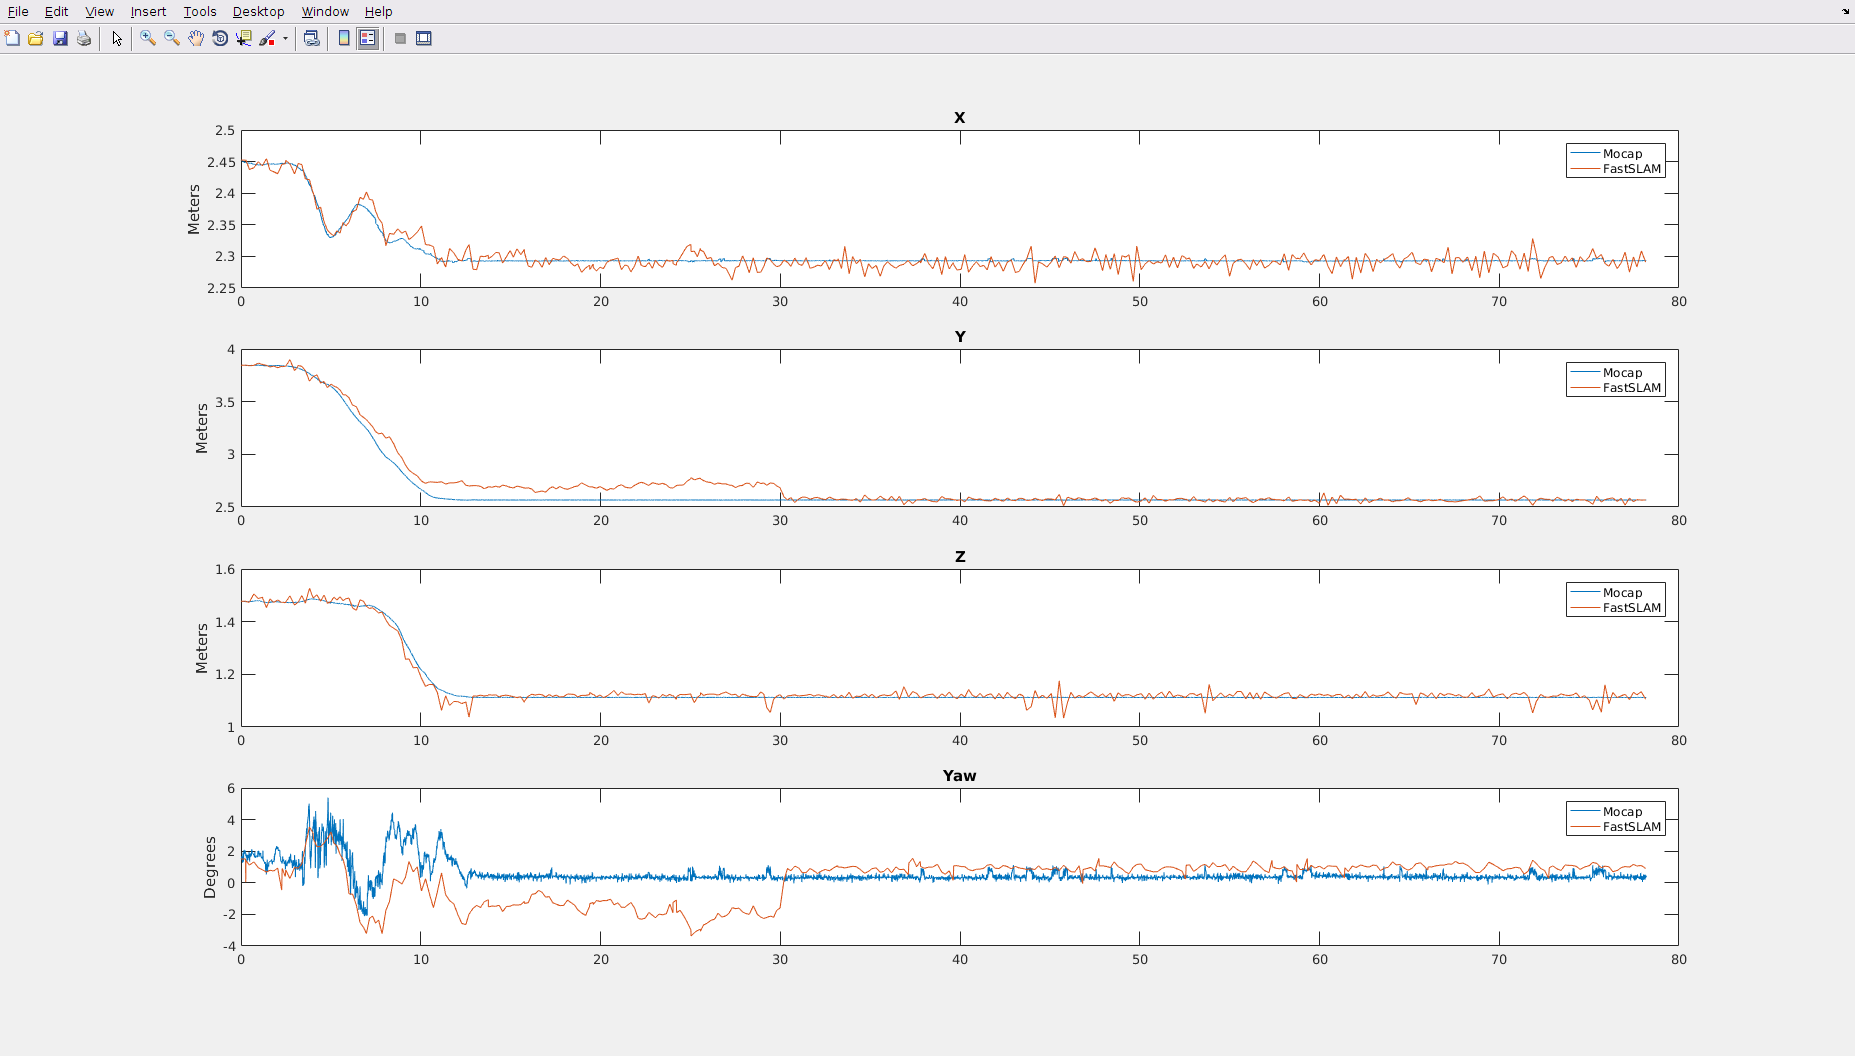 File Edit View Insert Tools Desktop Window Help
X
2.5
2.45
2.4
2.35
2.3
2.25
Meters
Mocap
FastSLAM
0 10 20 30 40 50 60 70 80
Y
4
3.5
3
2.5
Meters
Mocap
FastSLAM
0 10 20 30 40 50 60 70 80
Z
1.6
1.4
1.2
1
Meters
Mocap
FastSLAM
0 10 20 30 40 50 60 70 80
Yaw
6
4
2
0
-2
-4
Degrees
Mocap
FastSLAM
0 10 20 30 40 50 60 70 80